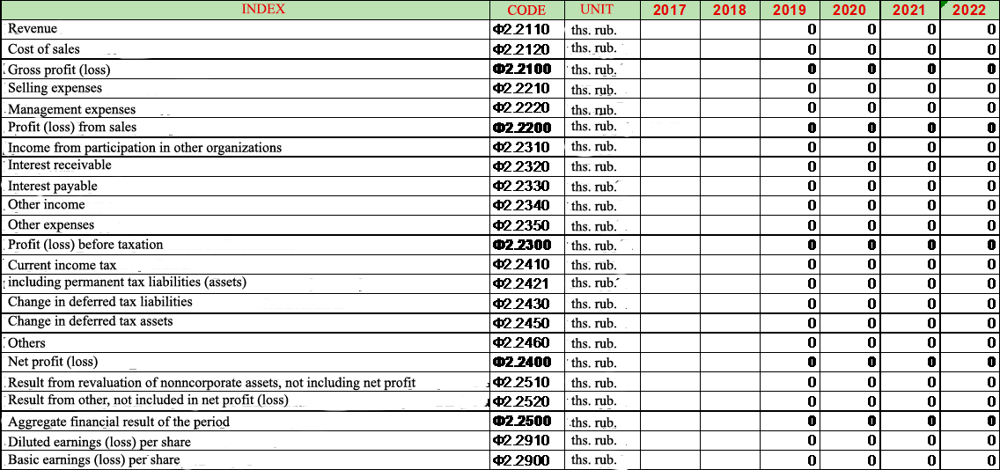 INDEX CODE UNIT 2017 2018 2019 2020 2021 2022
Revenue Ф2.2110 ths. rub. 0 0 0 0
Cost of sales Ф2.2120 ths. rub. 0 0 0 0
Gross profit (loss) Ф2.2100 ths. rub. 0 0 0 0
Selling expenses Ф2.2210 ths. rub. 0 0 0 0
Management expenses Ф2.2220 ths. rub. 0 0 0 0
Profit (loss) from sales Ф2.2200 ths. rub. 0 0 0 0
Income from participation in other organizations Ф2.2310 ths. rub. 0 0 0 0
Interest receivable Ф2.2320 ths. rub. 0 0 0 0
Interest payable Ф2.2330 ths. rub. 0 0 0 0
Other income Ф2.2340 ths. rub. 0 0 0 0
Other expenses Ф2.2350 ths. rub. 0 0 0 0
Profit (loss) before taxation Ф2.2300 ths. rub. 0 0 0 0
Current income tax Ф2.2410 ths. rub. 0 0 0 0
including permanent tax liabilities (assets) Ф2.2421 ths. rub. 0 0 0 0
Change in deferred tax liabilities Ф2.2430 ths. rub. 0 0 0 0
Change in deferred tax assets Ф2.2450 ths. rub. 0 0 0 0
Others Ф2.2460 ths. rub. 0 0 0 0
Net profit (loss) Ф2.2400 ths. rub. 0 0 0 0
Result from revaluation of nonncorporate assets, not including net profit Ф2.2510 ths. rub. 0 0 0 0
Result from other, not included in net profit (loss) Ф2.2520 ths. rub. 0 0 0 0
Aggregate financial result of the period Ф2.2500 ths. rub. 0 0 0 0
Diluted earnings (loss) per share Ф2.2910 ths. rub. 0 0 0 0
Basic earnings (loss) per share Ф2.2900 ths. rub. 0 0 0 0